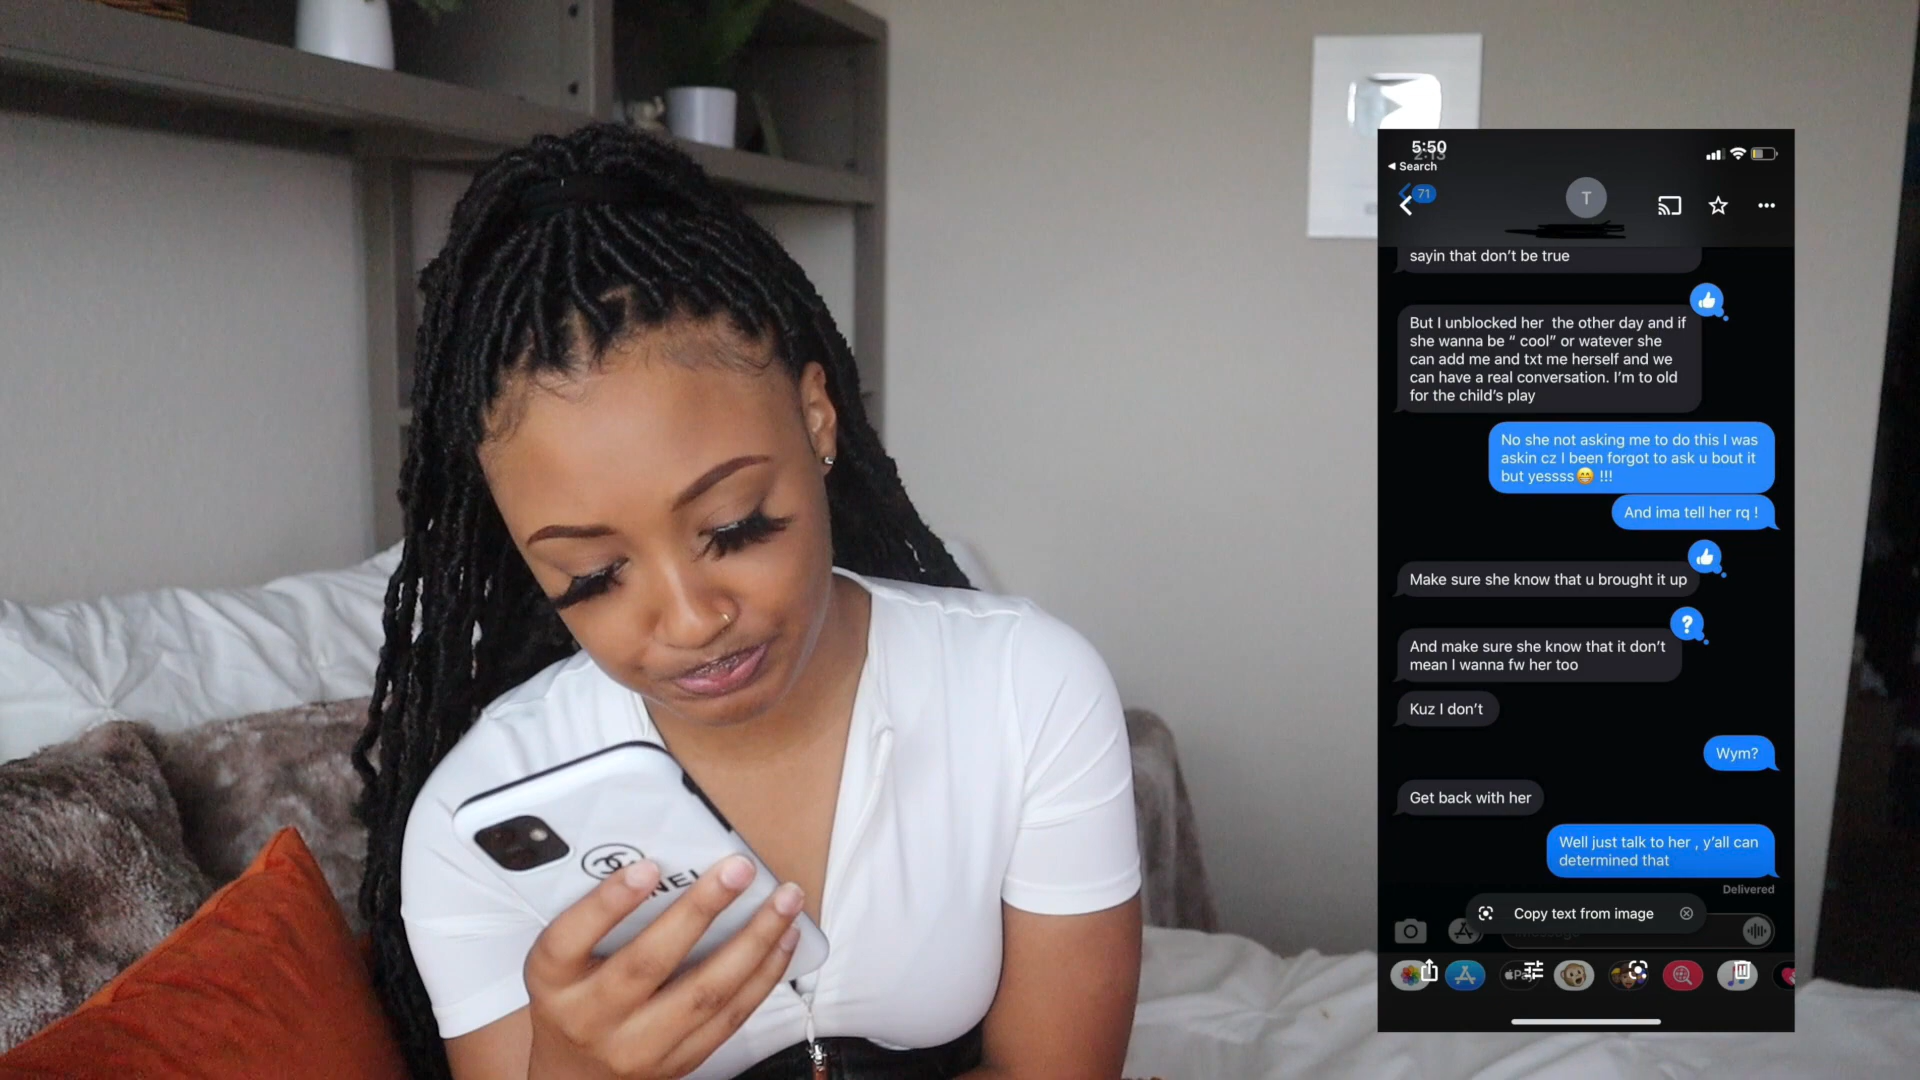 5:50
Search
71
T
sayin that don't be true
But I unblocked her the other day and if
she wanna be “ cool” or watever she
can add me and txt me herself and we
can have a real conversation. I'm to old
for the child's play
No she not asking me to do this I was
askin cz I been forgot to ask u bout it
but yessss😁 !!!
And ima tell her rq !
Make sure she know that u brought it up
?
And make sure she know that it don't
mean I wanna fw her too
Kuz I don't
Wym?
Get back with her
Well just talk to her , y'all can
determined that
Delivered
Copy text from image